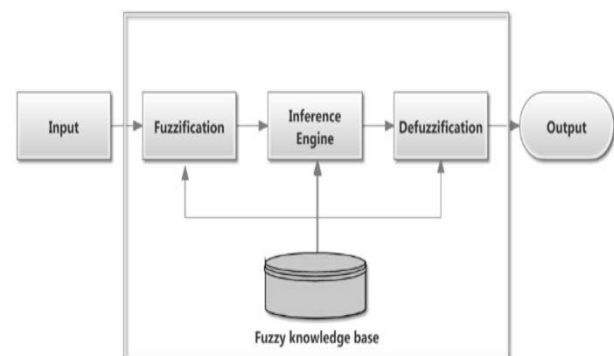 Input
Fuzzification
Inference
Engine
Defuzzification
Output
Fuzzy knowledge base